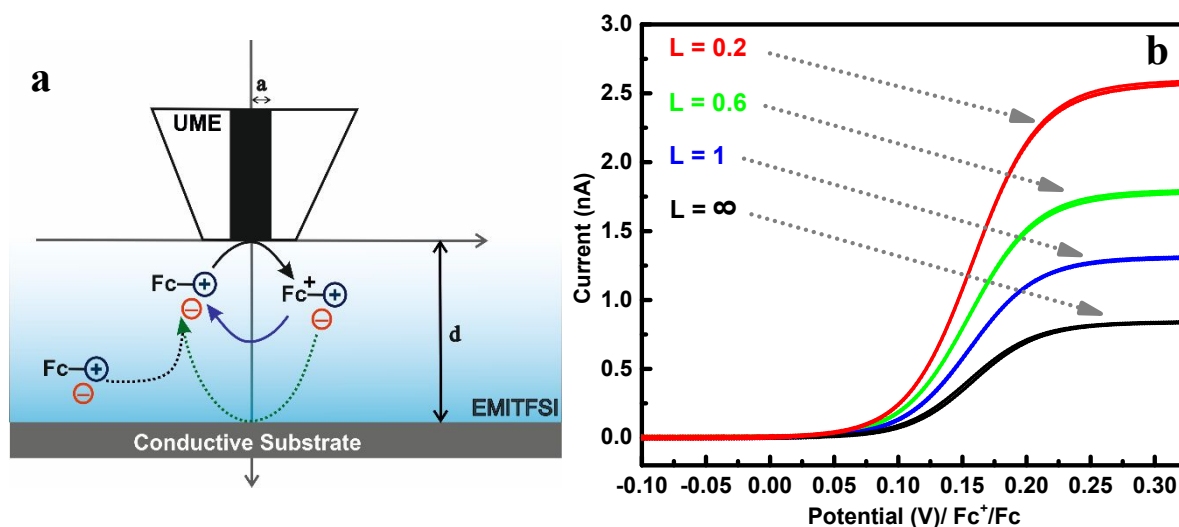 a
a
UME
Fc
+
−
Fc+
+
−
d
Fc
+
−
EMITFSI
Conductive Substrate
b
L = 0.2
L = 0.6
L = 1
L = ∞
Current (nA)
3.0
2.5
2.0
1.5
1.0
0.5
0.0
-0.10 -0.05 0.00 0.05 0.10 0.15 0.20 0.25 0.30
Potential (V)/ Fc⁺/Fc